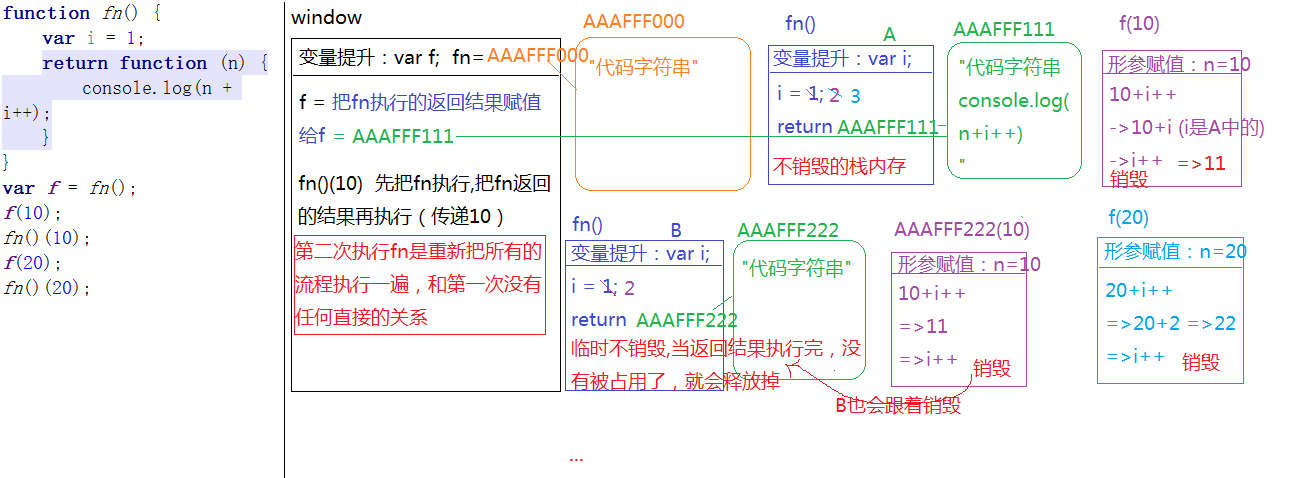 function fn() {
var i = 1;
return function (n) {
console.log(n +
i++);
}
}
var f = fn();
f(10);
fn()(10);
f(20);
fn()(20);
window
变量提升：var f; fn=AAAFFF000
f = 把fn执行的返回结果赋值
给f = AAAFFF111
fn()(10) 先把fn执行,把fn返回
的结果再执行（传递10）
第二次执行fn是重新把所有的
流程执行一遍，和第一次没有
任何直接的关系
AAAFFF000
"代码字符串"
fn()
A
变量提升：var i;
i = 1; 2 3
return AAAFFF111
不销毁的栈内存
AAAFFF111
"代码字符串
console.log(
n+i++)
"
f(10)
形参赋值：n=10
10+i++
->10+i (i是A中的)
->i++ =>11
销毁
fn()
B
变量提升：var i;
i = 1; 2
return AAAFFF222
临时不销毁,当返回结果执行完，没
有被占用了，就会释放掉
AAAFFF222
"代码字符串"
AAAFFF222(10)
形参赋值：n=10
10+i++
=>11
=>i++
销毁
B也会跟着销毁
f(20)
形参赋值：n=20
20+i++
=>20+2 =>22
=>i++ 销毁
...